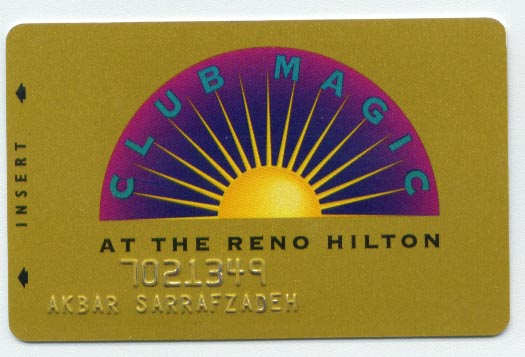 CLUB MAGIC
AT THE RENO HILTON
7021349
AKBAR SARRAFZADEH
INSERT